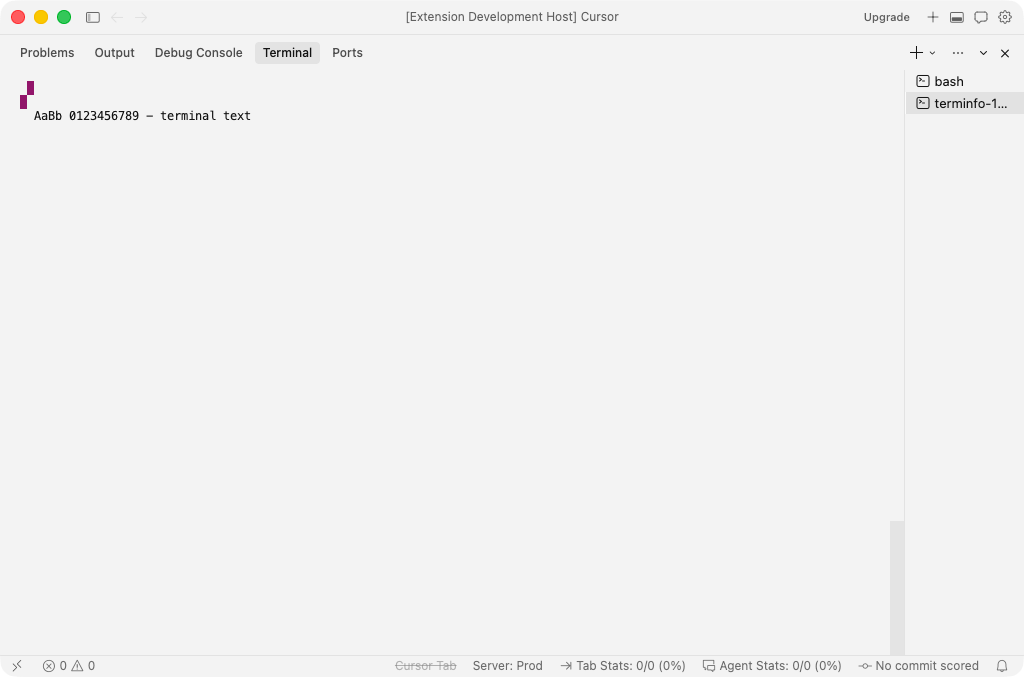 [Extension Development Host] Cursor
Upgrade
Problems Output Debug Console Terminal Ports
bash
terminfo-1...
AaBb 0123456789 — terminal text
0 0 Cursor Tab Server: Prod Tab Stats: 0/0 (0%) Agent Stats: 0/0 (0%) No commit scored